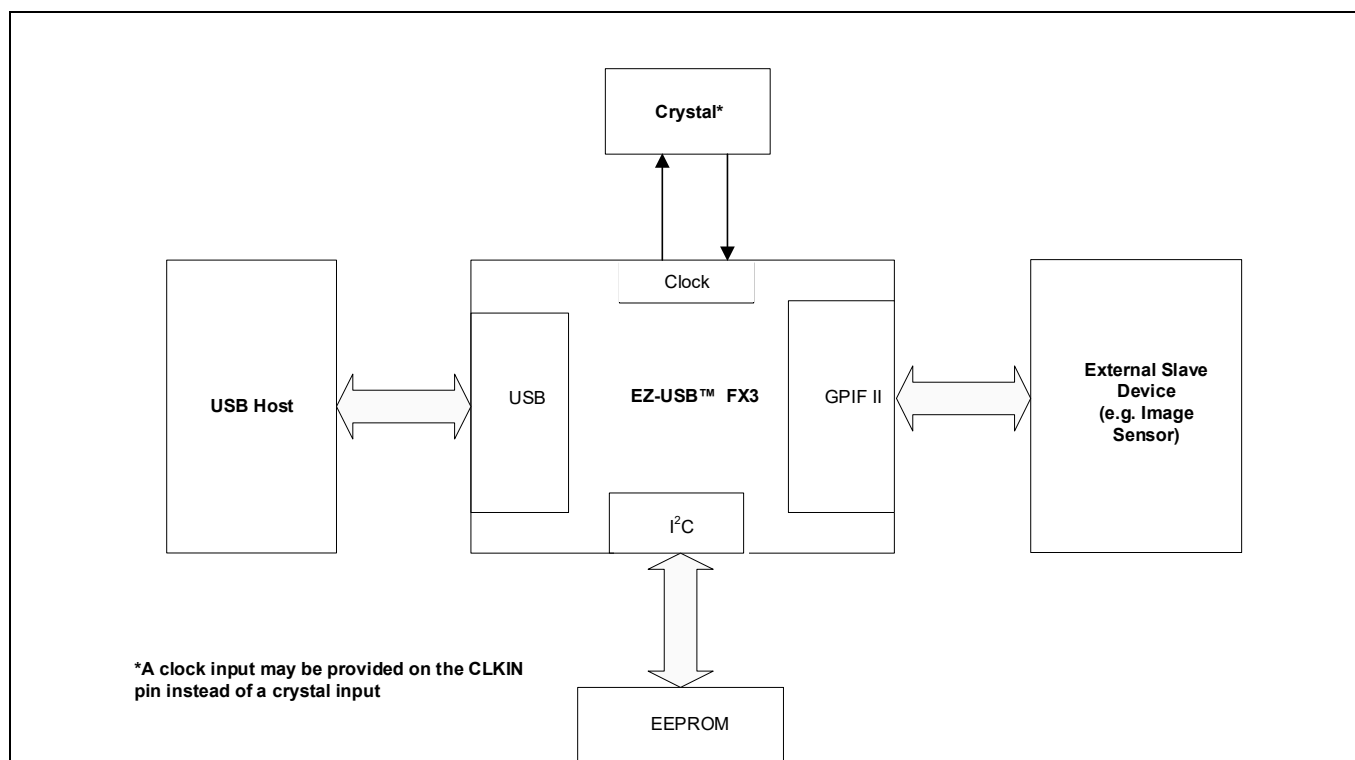 Crystal*
Clock
USB Host
USB
EZ-USB™ FX3
GPIF II
External Slave
Device
(e.g. Image
Sensor)
I²C
*A clock input may be provided on the CLKIN
pin instead of a crystal input
EEPROM